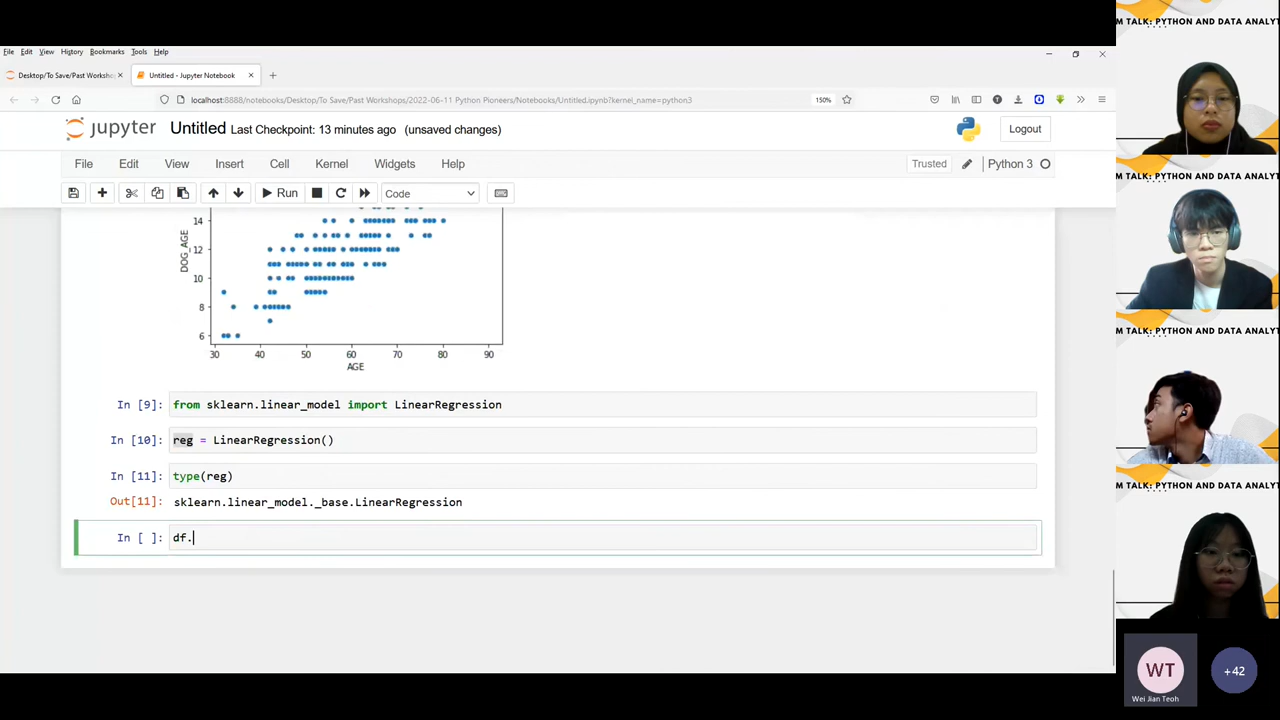 File Edit View History Bookmarks Tools Help
Desktop/To Save/Past Workshop
Untitled - Jupyter Notebook
localhost:8888/notebooks/Desktop/To Save/Past Workshops/2022-06-11 Python Pioneers/Notebooks/Untitled.ipynb?kernel_name=python3
150%
jupyter Untitled Last Checkpoint: 13 minutes ago (unsaved changes)
Logout
File Edit View Insert Cell Kernel Widgets Help
Trusted
Python 3
Run
Code
14
12
10
8
6
DOG_AGE
30 40 50 60 70 80 90
AGE
In [9]: from sklearn.linear_model import LinearRegression
In [10]: reg = LinearRegression()
In [11]: type(reg)
Out[11]: sklearn.linear_model._base.LinearRegression
In [ ]: df.
M TALK: PYTHON AND DATA ANALYT
M TALK: PYTHON AND DATA ANALYT
M TALK: PYTHON AND DATA ANALYT
M TALK: PYTHON AND DATA ANALYT
WT
Wei Jian Teoh
+42